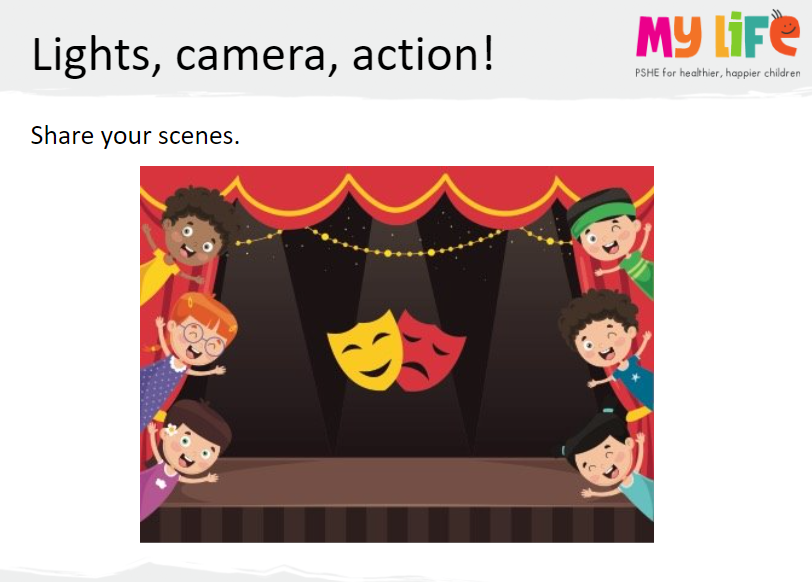 Lights, camera, action!
MY LiFe
PSHE for healthier, happier children
Share your scenes.